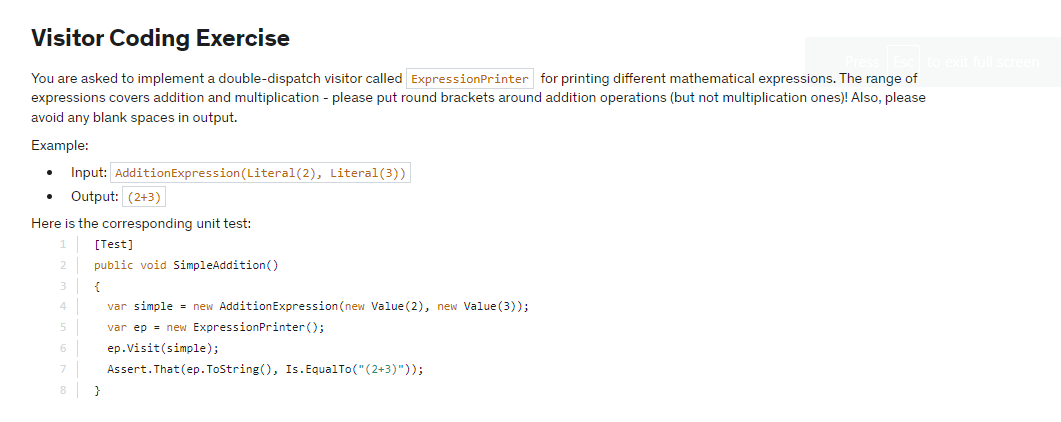 Visitor Coding Exercise
Press Esc to exit full screen
You are asked to implement a double-dispatch visitor called ExpressionPrinter for printing different mathematical expressions. The range of
expressions covers addition and multiplication - please put round brackets around addition operations (but not multiplication ones)! Also, please
avoid any blank spaces in output.
Example:
• Input: AdditionExpression(Literal(2), Literal(3))
• Output: (2+3)
Here is the corresponding unit test:
1 [Test]
2 public void SimpleAddition()
3 {
4 var simple = new AdditionExpression(new Value(2), new Value(3));
5 var ep = new ExpressionPrinter();
6 ep.Visit(simple);
7 Assert.That(ep.ToString(), Is.EqualTo("(2+3)"));
8 }